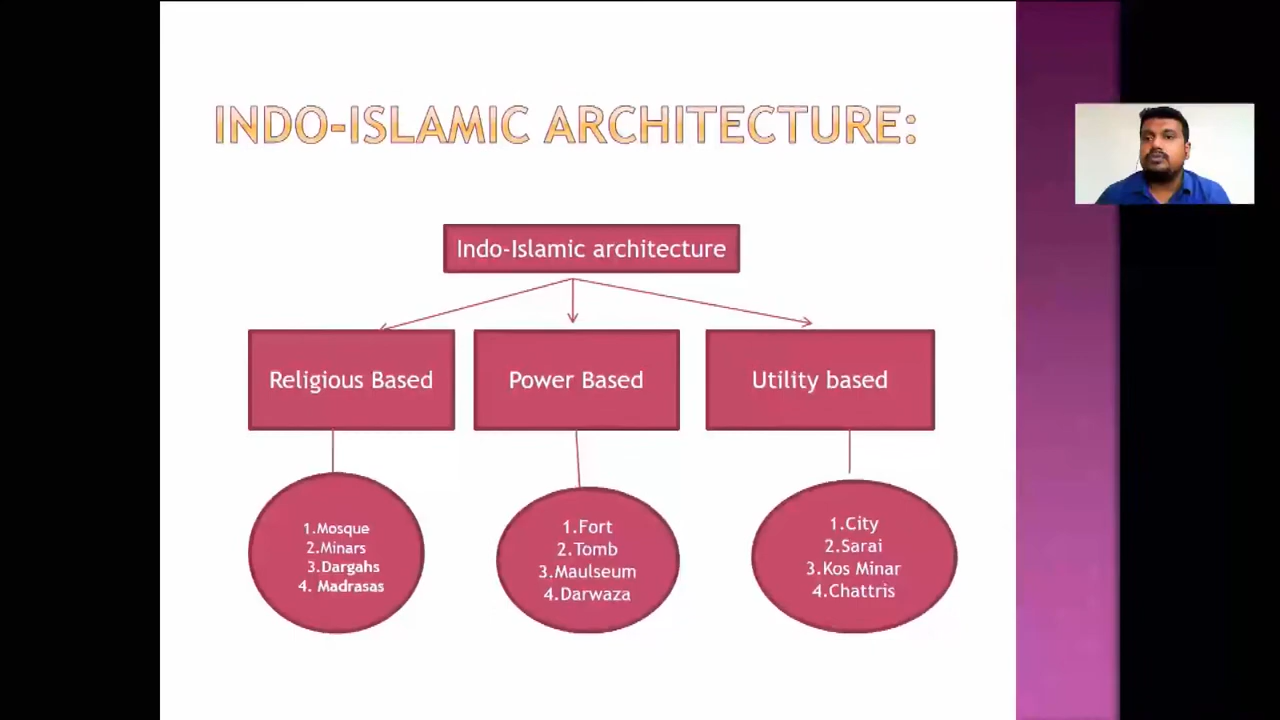 INDO-ISLAMIC ARCHITECTURE:
Indo-Islamic architecture
Religious Based
Power Based
Utility based
1.Mosque
2.Minars
3.Dargahs
4. Madrasas
1.Fort
2.Tomb
3.Maulseum
4.Darwaza
1.City
2.Sarai
3.Kos Minar
4.Chattris